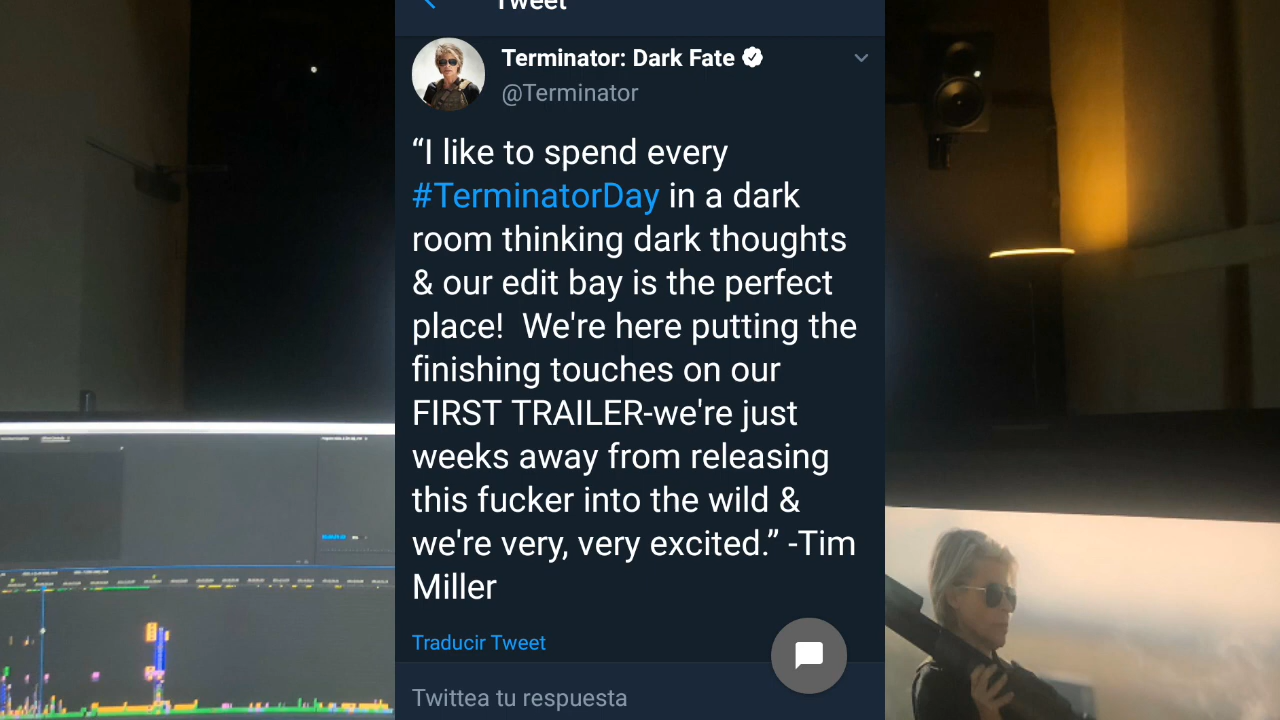 Tweet
Terminator: Dark Fate
@Terminator
“I like to spend every
#TerminatorDay in a dark
room thinking dark thoughts
& our edit bay is the perfect
place!  We're here putting the
finishing touches on our
FIRST TRAILER-we're just
weeks away from releasing
this fucker into the wild &
we're very, very excited.” -Tim
Miller
Traducir Tweet
Twittea tu respuesta